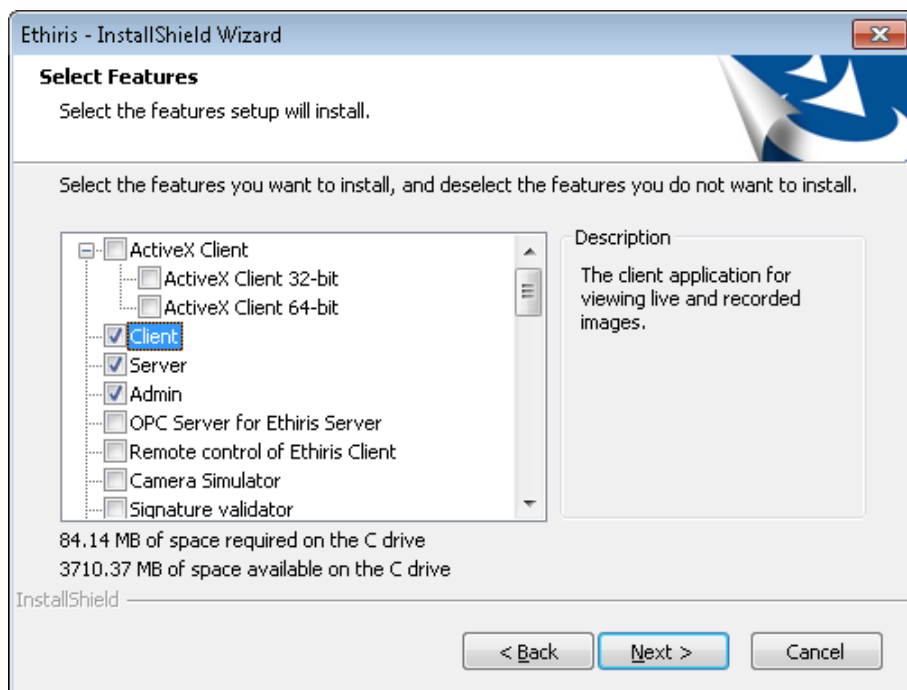 Ethiris - InstallShield Wizard
Select Features
Select the features setup will install.
Select the features you want to install, and deselect the features you do not want to install.
ActiveX Client
ActiveX Client 32-bit
ActiveX Client 64-bit
Client
Server
Admin
OPC Server for Ethiris Server
Remote control of Ethiris Client
Camera Simulator
Signature validator
Description
The client application for
viewing live and recorded
images.
84.14 MB of space required on the C drive
3710.37 MB of space available on the C drive
InstallShield
< Back
Next >
Cancel